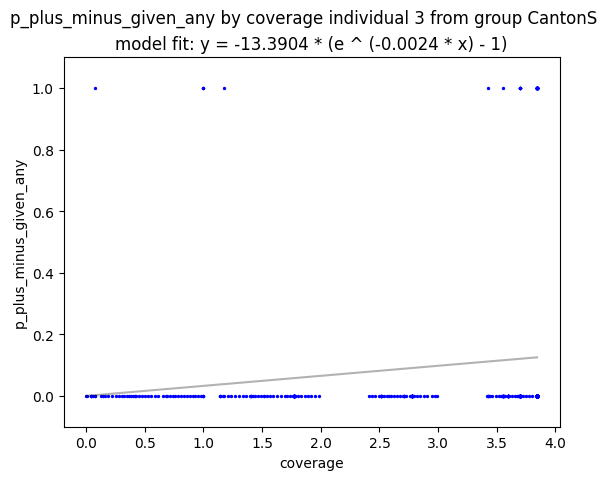 p_plus_minus_given_any by coverage individual 3 from group CantonS
model fit: y = -13.3904 * (e ^ (-0.0024 * x) - 1)
p_plus_minus_given_any
1.0
0.8
0.6
0.4
0.2
0.0
0.0 0.5 1.0 1.5 2.0 2.5 3.0 3.5 4.0
coverage